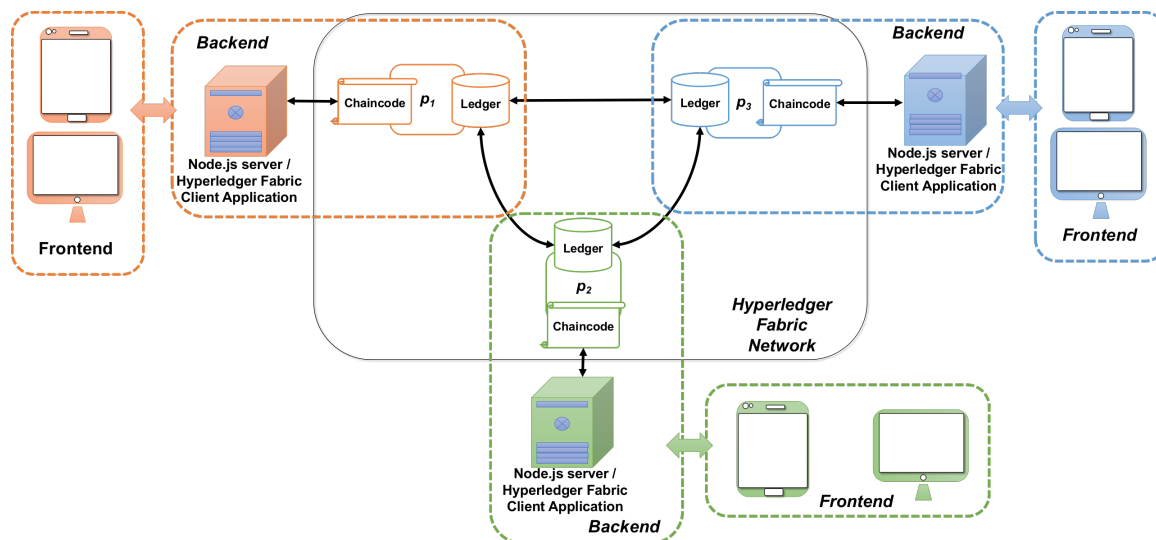 Backend
Chaincode
p1
Ledger
Node.js server /
Hyperledger Fabric
Client Application
Frontend
Backend
Ledger
p3
Chaincode
Node.js server /
Hyperledger Fabric
Client Application
Frontend
Ledger
p2
Chaincode
Hyperledger
Fabric
Network
Node.js server /
Hyperledger Fabric
Client Application
Backend
Frontend